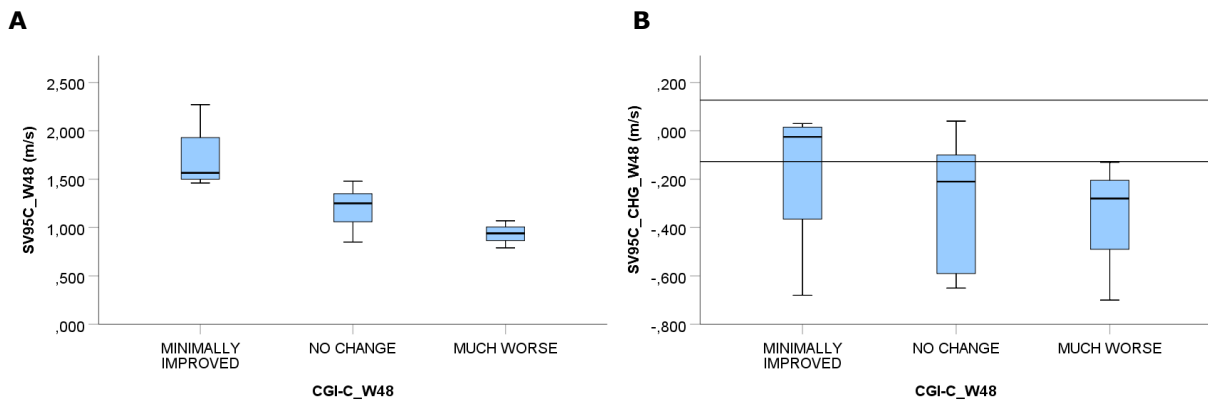 A
SV95C_W48 (m/s)
2,500
2,000
1,500
1,000
,500
,000
MINIMALLY
IMPROVED
NO CHANGE
MUCH WORSE
CGI-C_W48
B
SV95C_CHG_W48 (m/s)
,200
,000
-,200
-,400
-,600
-,800
MINIMALLY
IMPROVED
NO CHANGE
MUCH WORSE
CGI-C_W48